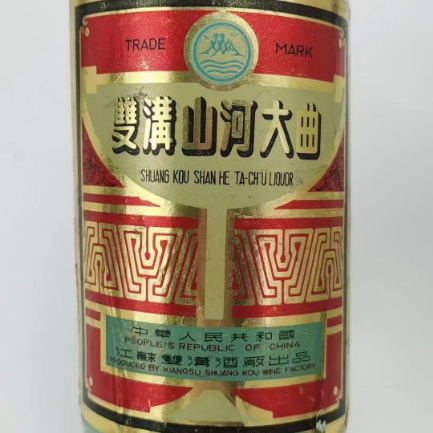 TRADE MARK
雙溝山河大曲
SHUANG KOU SHAN HE TA-CH'Ü LIQUOR
中華人民共和國
PEOPLE'S REPUBLIC OF CHINA
江蘇雙溝酒廠出品
PRODUCED BY KIANGSU SHUANG KOU WINE FACTORY